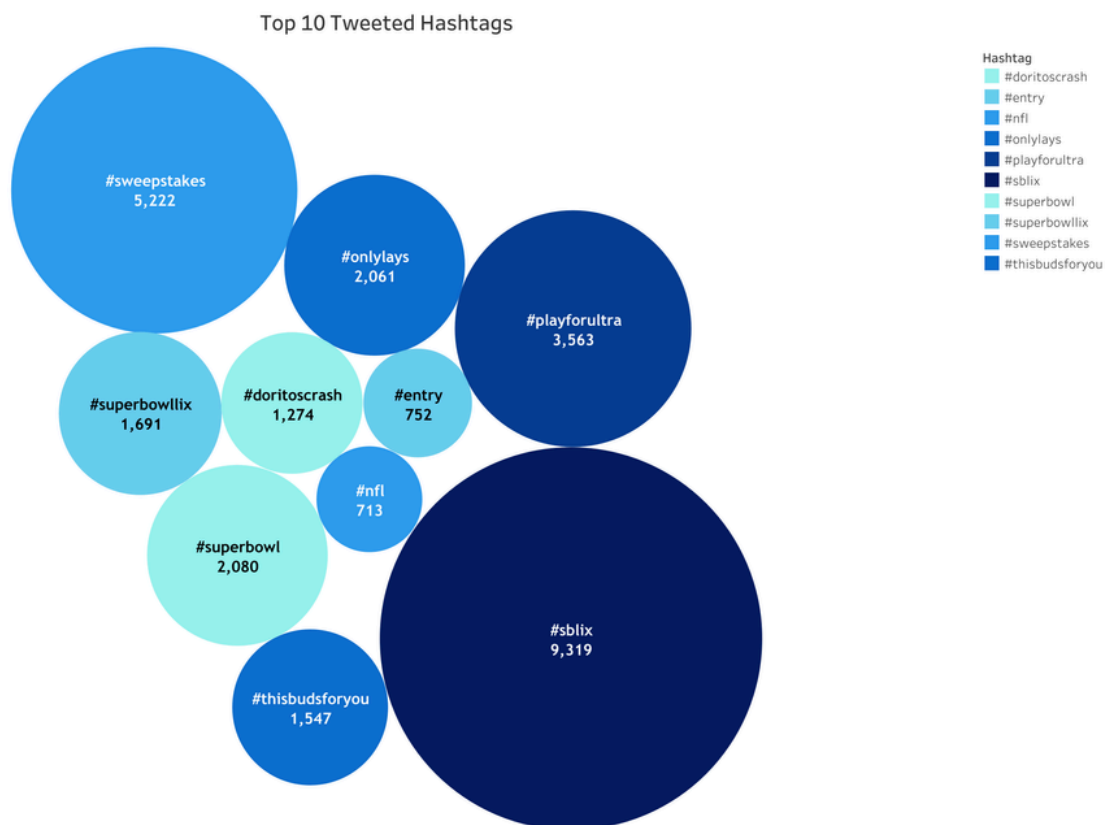 Top 10 Tweeted Hashtags
#sweepstakes
5,222
#onlylays
2,061
#playforultra
3,563
#superbowllix
1,691
#doritoscrash
1,274
#entry
752
#nfl
713
#superbowl
2,080
#sblix
9,319
#thisbudsforyou
1,547
Hashtag
#doritoscrash
#entry
#nfl
#onlylays
#playforultra
#sblix
#superbowl
#superbowllix
#sweepstakes
#thisbudsforyou